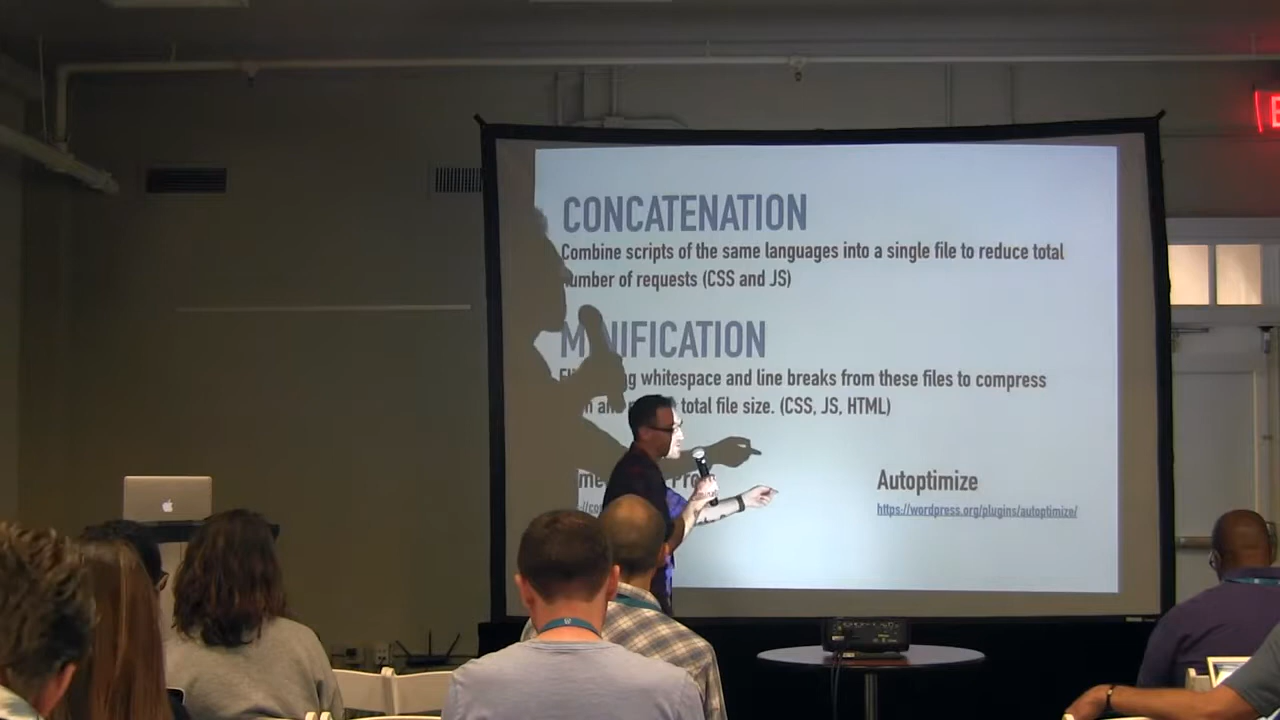 CONCATENATION
Combine scripts of the same languages into a single file to reduce total
number of requests (CSS and JS)
MINIFICATION
whitespace and line breaks from these files to compress
total file size. (CSS, JS, HTML)
Autoptimize
https://wordpress.org/plugins/autoptimize/